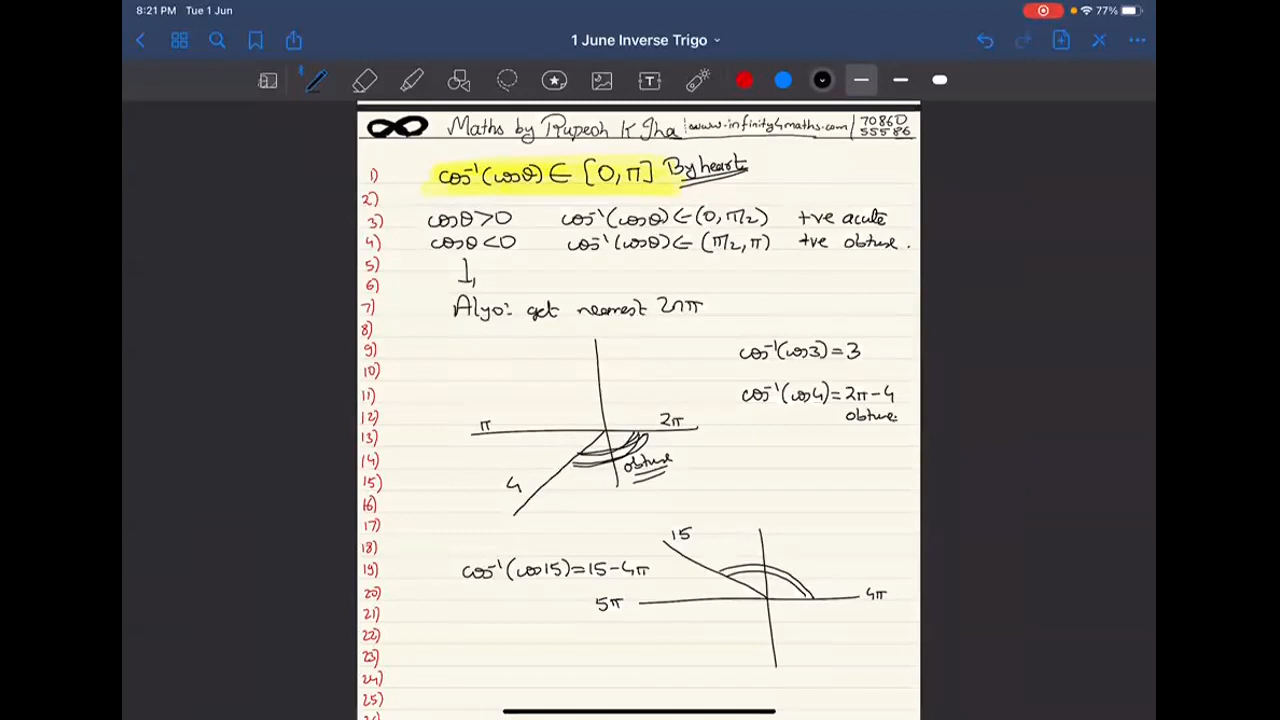 8:21 PM Tue 1 Jun
77%
1 June Inverse Trigo
Maths by Rupesh K Jha | www.infinity4maths.com / 70860 55586
1) cos⁻¹(cosθ) ∈ [0, π] By heart
2)
3) cosθ > 0 cos⁻¹(cosθ) ∈ (0, π/2) +ve acute
4) cosθ < 0 cos⁻¹(cosθ) ∈ (π/2, π) +ve obtuse.
5)
6)
7) Algo: get nearest 2nπ
8)
9) cos⁻¹(cos3) = 3
10)
11) cos⁻¹(cos4) = 2π - 4
12) π 2π obtuse
13)
14) obtuse
15) 4
16)
17)
18) 15
19) cos⁻¹(cos15) = 15 - 4π
20) 5π 4π
21)
22)
23)
24)
25)